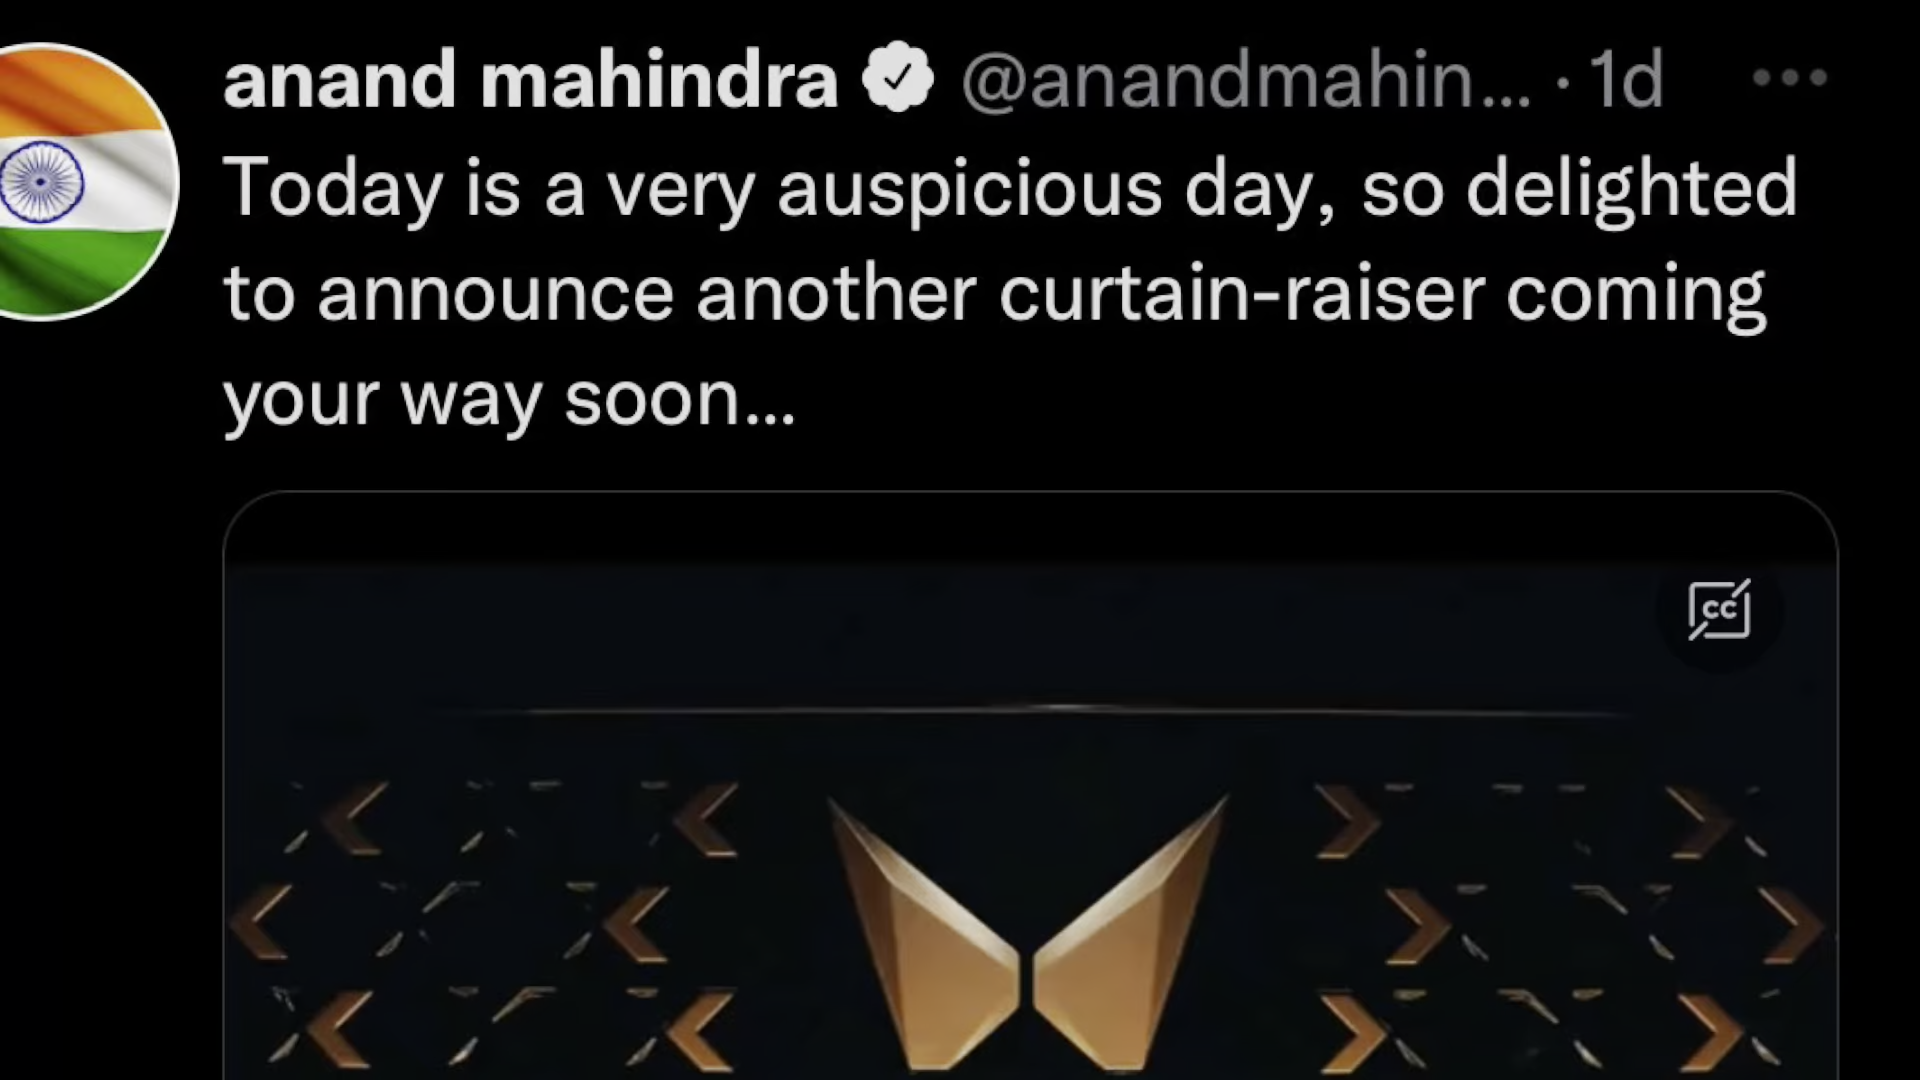 anand mahindra @anandmahin... · 1d
Today is a very auspicious day, so delighted
to announce another curtain-raiser coming
your way soon...
CC